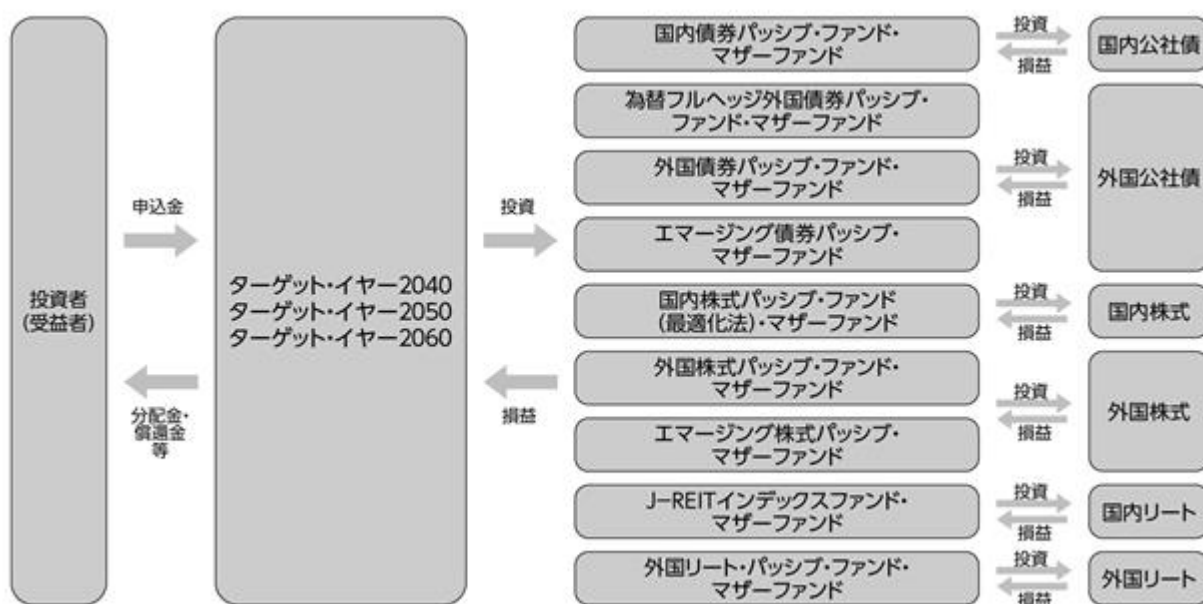 投資者
(受益者)
申込金
分配金・
償還金
等
ターゲット・イヤー2040
ターゲット・イヤー2050
ターゲット・イヤー2060
投資
損益
国内債券パッシブ・ファンド・
マザーファンド
投資
損益
国内公社債
為替フルヘッジ外国債券パッシブ・
ファンド・マザーファンド
外国債券パッシブ・ファンド・
マザーファンド
エマージング債券パッシブ・
マザーファンド
投資
損益
外国公社債
国内株式パッシブ・ファンド
(最適化法)・マザーファンド
投資
損益
国内株式
外国株式パッシブ・ファンド・
マザーファンド
エマージング株式パッシブ・
マザーファンド
投資
損益
外国株式
J-REITインデックスファンド・
マザーファンド
投資
損益
国内リート
外国リート・パッシブ・ファンド・
マザーファンド
投資
損益
外国リート